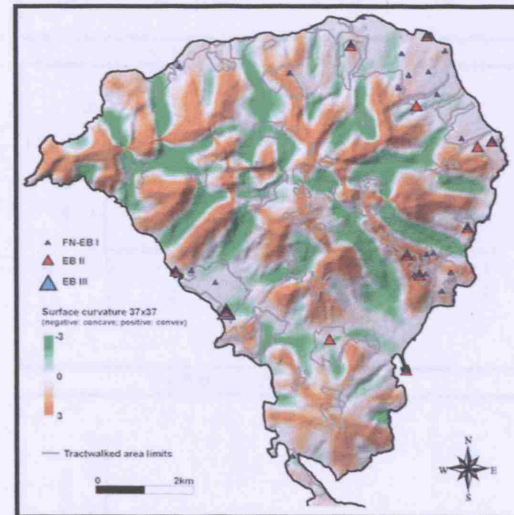 FN-EB I
EB II
EB III
Surface curvature 37x37
(negative: concave; positive: convex)
-3
0
3
Tractwalked area limits
0 2km
N
W E
S